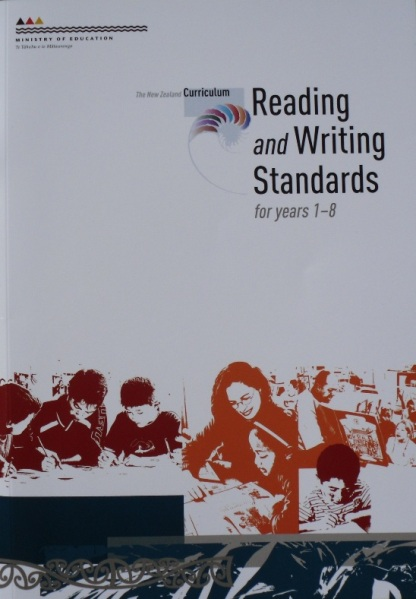 MINISTRY OF EDUCATION
Te Tāhuhu o te Mātauranga
The New Zealand Curriculum
Reading
and Writing
Standards
for years 1–8